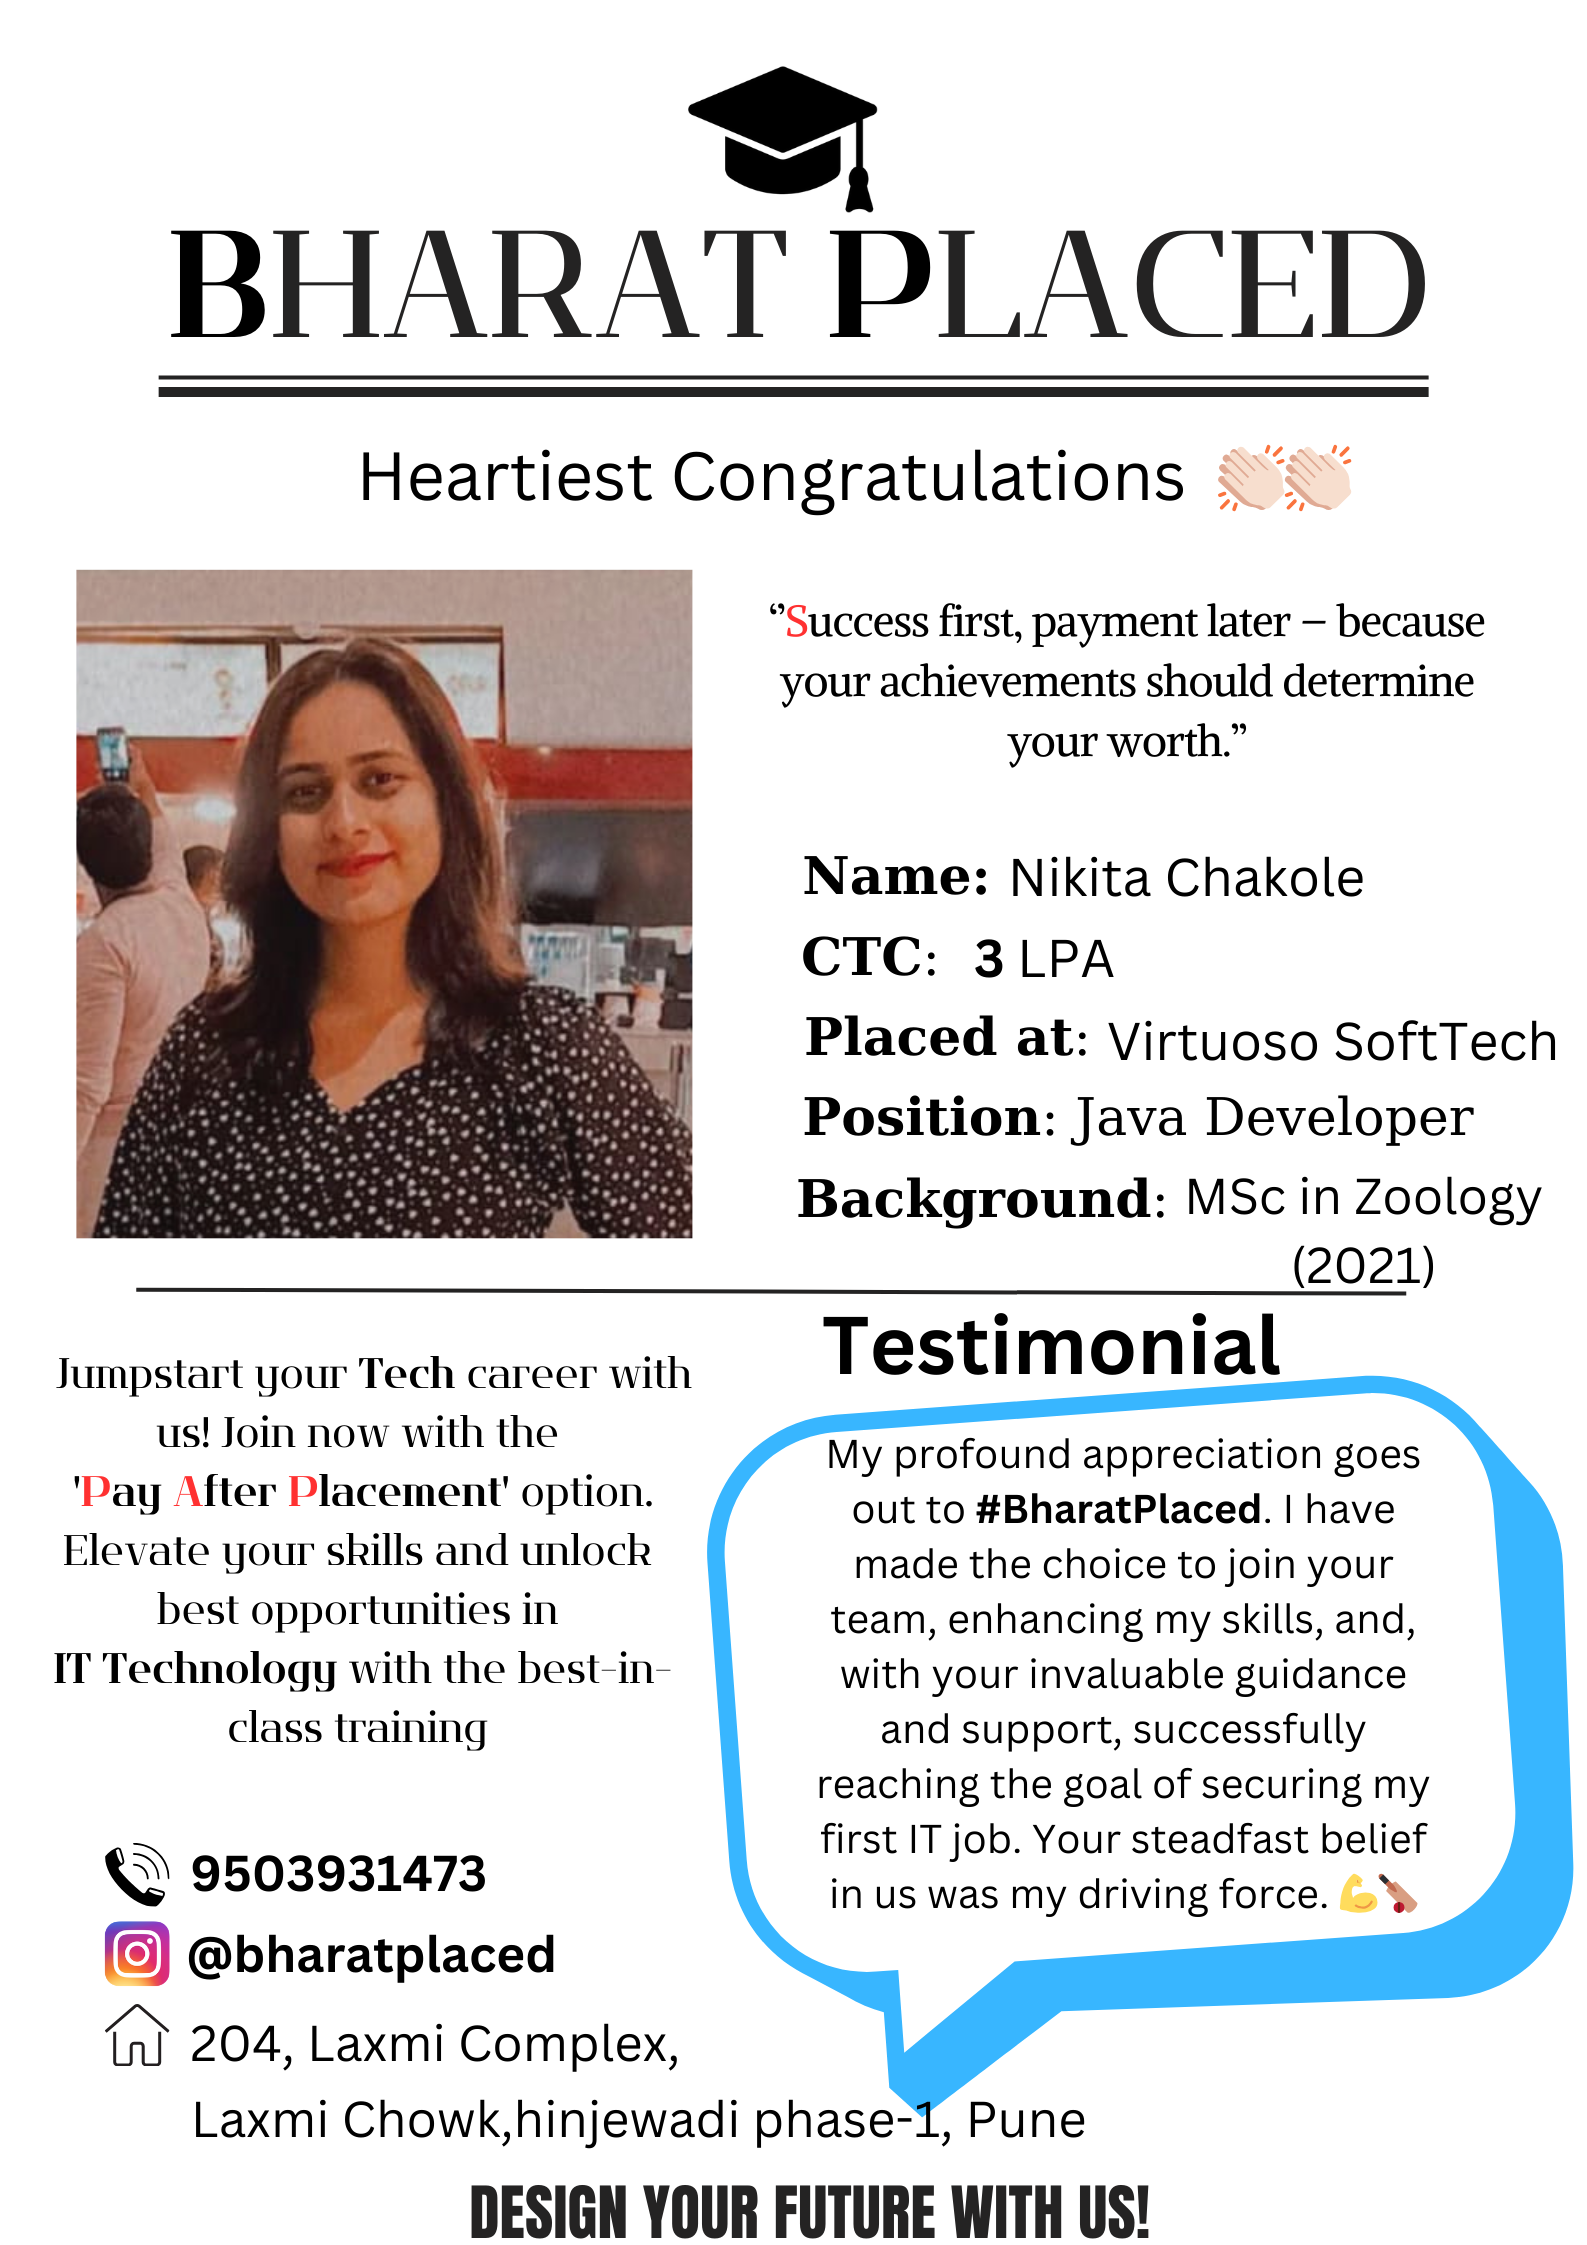 BHARAT PLACED
Heartiest Congratulations 👏🏻👏🏻
“Success first, payment later – because
your achievements should determine
your worth.”
Name: Nikita Chakole
CTC: 3 LPA
Placed at: Virtuoso SoftTech
Position: Java Developer
Background: MSc in Zoology
(2021)
Jumpstart your Tech career with
us! Join now with the
'Pay After Placement' option.
Elevate your skills and unlock
best opportunities in
IT Technology with the best-in-
class training
9503931473
@bharatplaced
204, Laxmi Complex,
Laxmi Chowk,hinjewadi phase-1, Pune
Testimonial
My profound appreciation goes
out to #BharatPlaced. I have
made the choice to join your
team, enhancing my skills, and,
with your invaluable guidance
and support, successfully
reaching the goal of securing my
first IT job. Your steadfast belief
in us was my driving force. 💪🏏
DESIGN YOUR FUTURE WITH US!